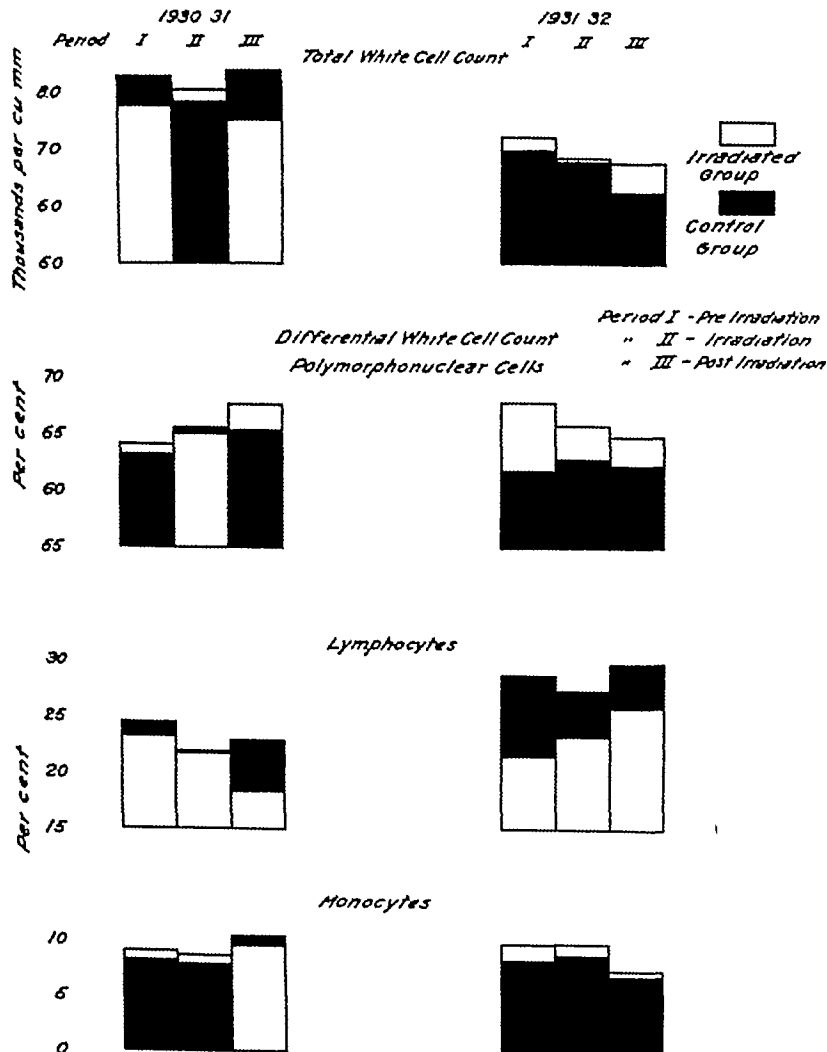 1930 31
1931 32
Period I II III
I II III
Total White Cell Count
Thousands per cu mm
80
70
60
60
Irradiated
Group
Control
Group
Period I - Pre Irradiation
" II - Irradiation
" III - Post Irradiation
Differential White Cell Count
Polymorphonuclear Cells
Per cent
70
65
60
65
Lymphocytes
Per cent
30
25
20
15
Monocytes
10
5
0